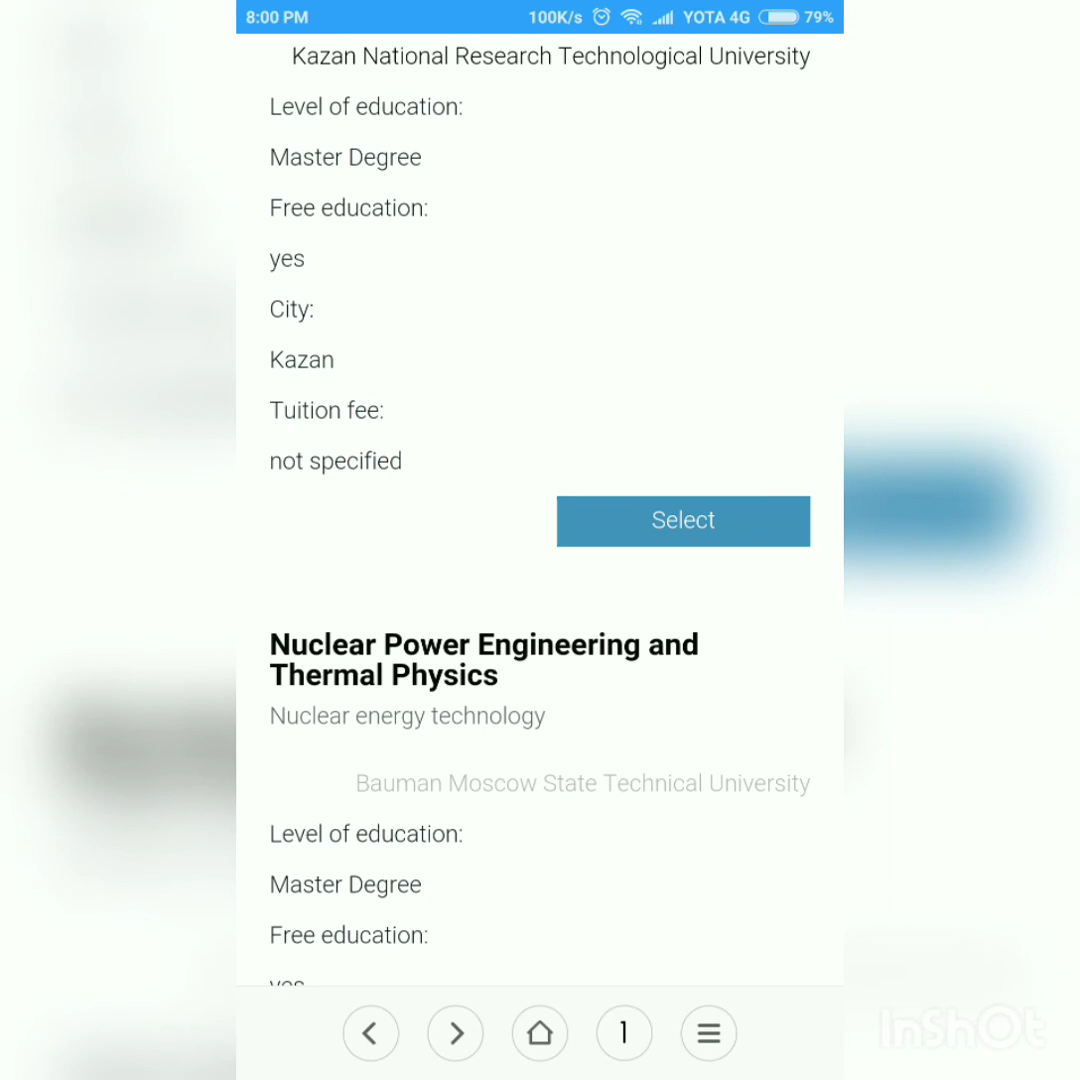 8:00 PM 100K/s YOTA 4G 79%
Kazan National Research Technological University
Level of education:
Master Degree
Free education:
yes
City:
Kazan
Tuition fee:
not specified
Select
Nuclear Power Engineering and
Thermal Physics
Nuclear energy technology
Bauman Moscow State Technical University
Level of education:
Master Degree
Free education:
yes
1
InShOt